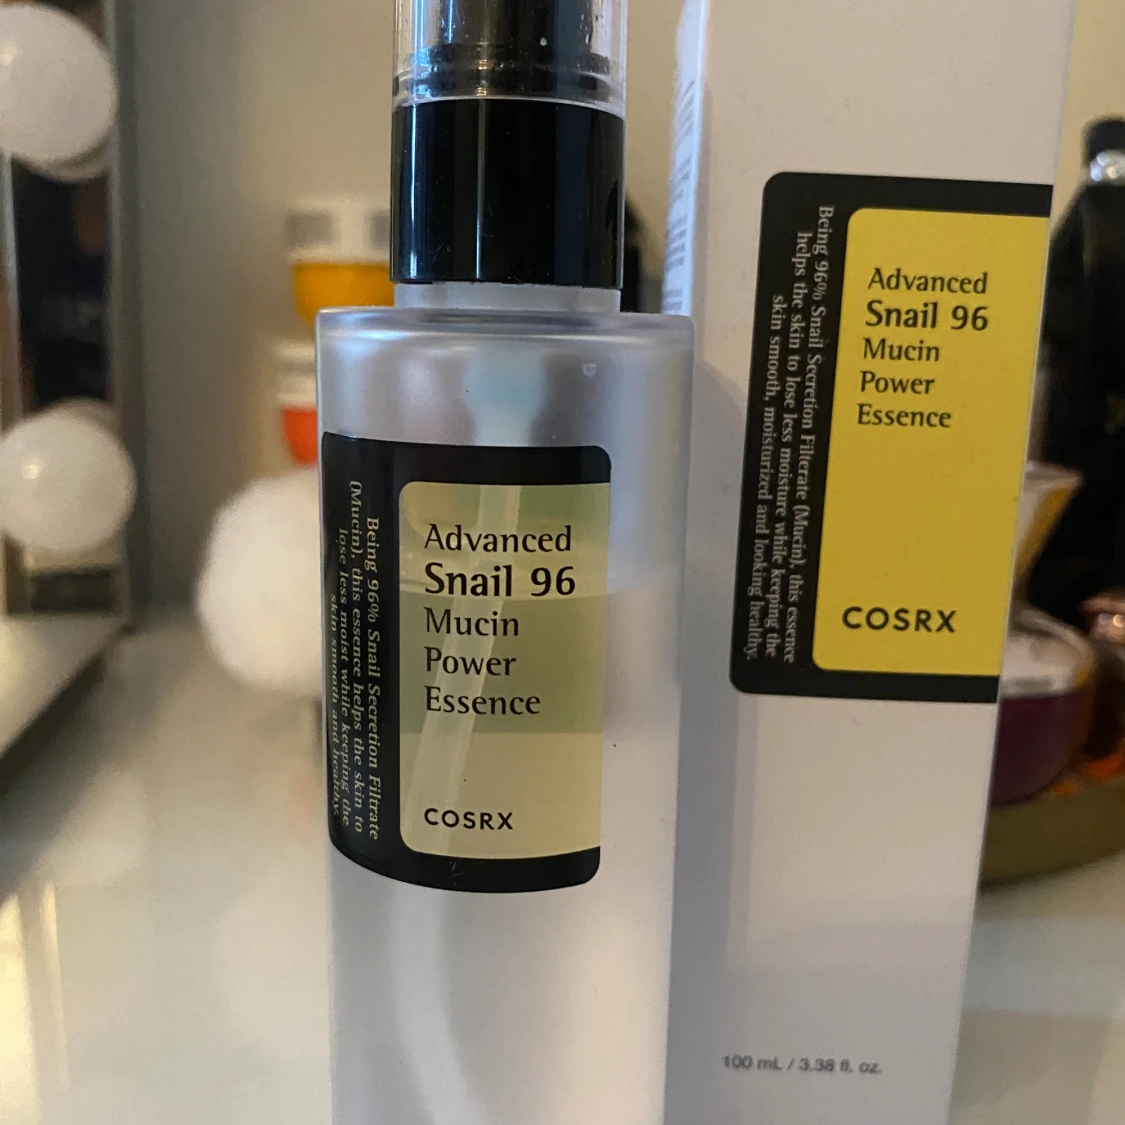 Advanced
Snail 96
Mucin
Power
Essence
COSRX
Being 96% Snail Secretion Filtrate
(Mucin), this essence helps the skin to
lose less moist while keeping the
skin smooth and healthy.
Being 96% Snail Secretion Filterate (Mucin), this essence
helps the skin to lose less moisture while keeping the
skin smooth, moisturized and looking healthy.
Advanced
Snail 96
Mucin
Power
Essence
COSRX
100 mL / 3.38 fl. oz.